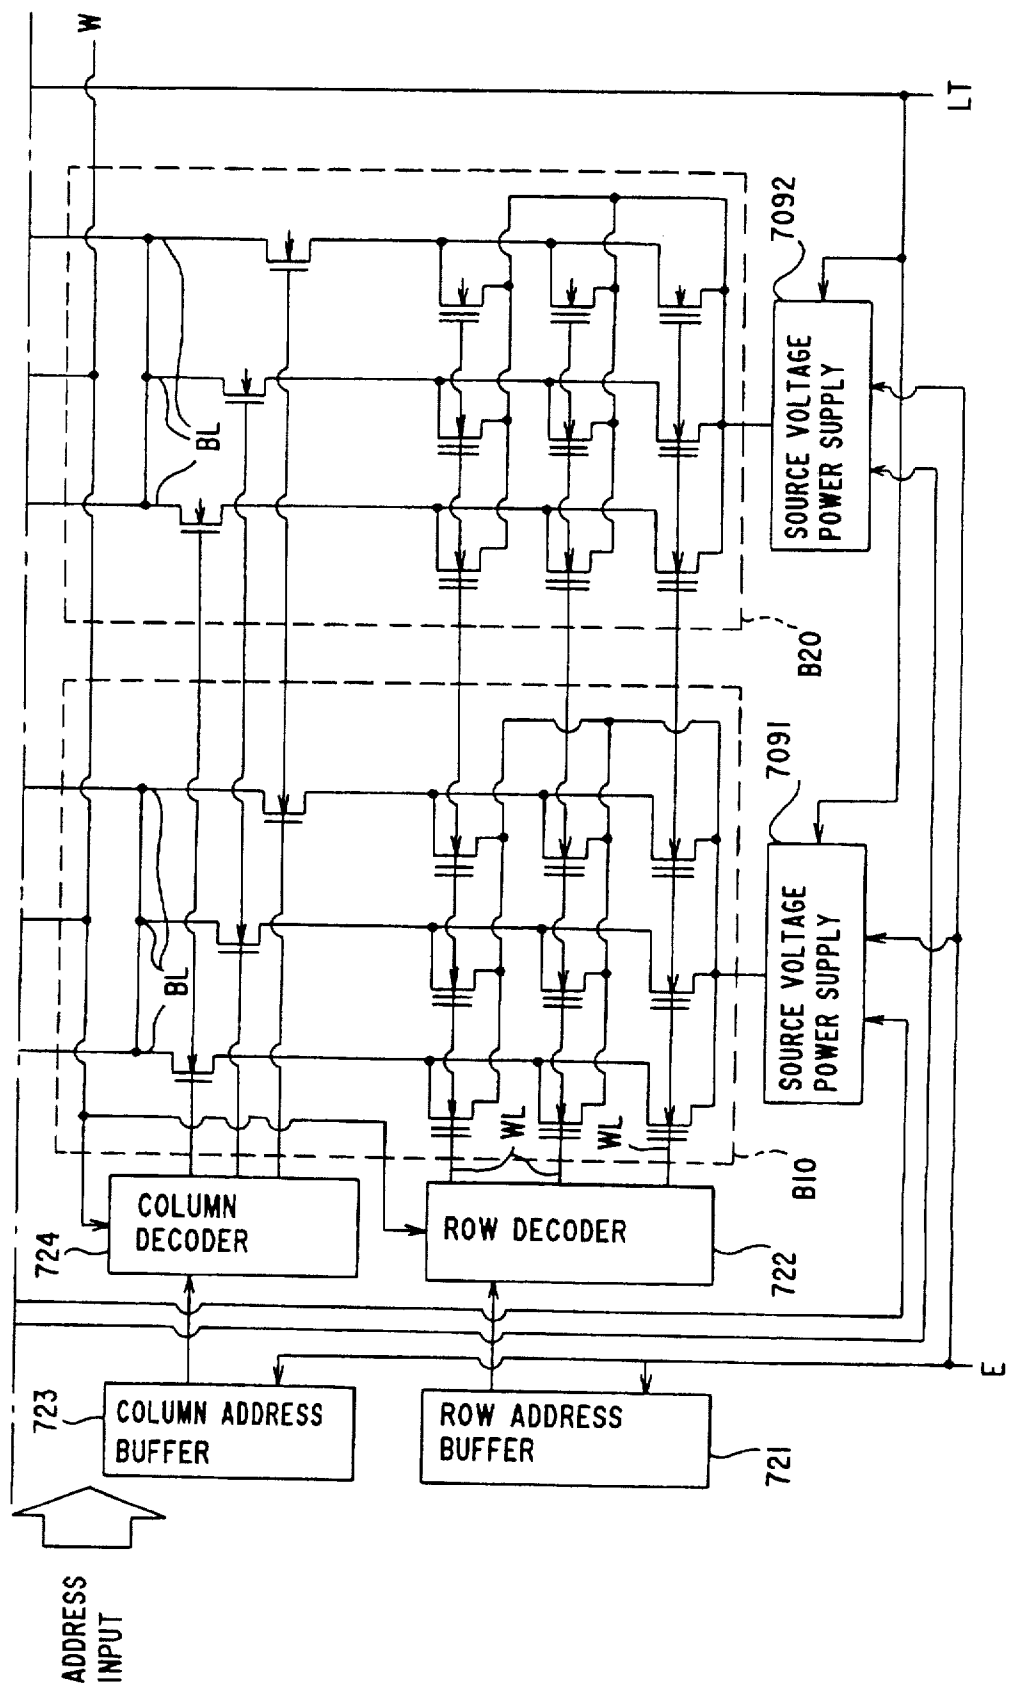 ADDRESS
INPUT
723
COLUMN ADDRESS
BUFFER
ROW ADDRESS
BUFFER
721
E
724
COLUMN
DECODER
ROW DECODER
722
WL
WL
B10
BL
SOURCE VOLTAGE
POWER SUPPLY
7091
B20
BL
SOURCE VOLTAGE
POWER SUPPLY
7092
W
LT